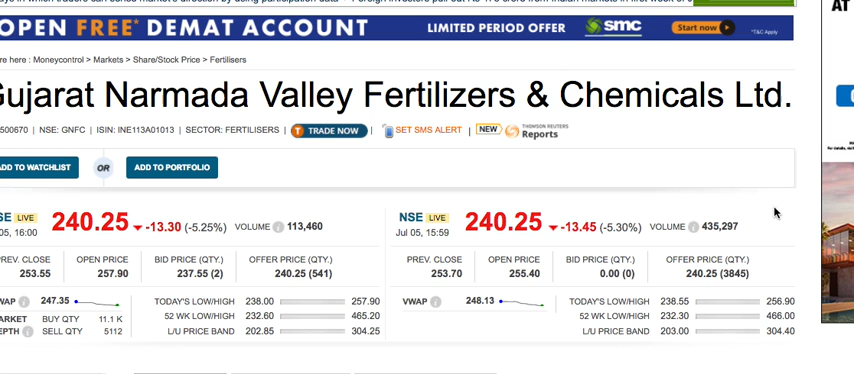 OPEN FREE* DEMAT ACCOUNT LIMITED PERIOD OFFER smc Start now *T&C Apply
re here : Moneycontrol > Markets > Share/Stock Price > Fertilisers
Gujarat Narmada Valley Fertilizers & Chemicals Ltd.
500670 | NSE: GNFC | ISIN: INE113A01013 | SECTOR: FERTILISERS | T TRADE NOW | SET SMS ALERT | NEW THOMSON REUTERS Reports
ADD TO WATCHLIST OR ADD TO PORTFOLIO
SE LIVE 240.25 -13.30 (-5.25%) VOLUME 113,460
05, 16:00
PREV. CLOSE OPEN PRICE BID PRICE (QTY.) OFFER PRICE (QTY.)
253.55 257.90 237.55 (2) 240.25 (541)
VWAP 247.35 TODAY'S LOW/HIGH 238.00 257.90
MARKET BUY QTY 11.1 K 52 WK LOW/HIGH 232.60 465.20
DEPTH SELL QTY 5112 L/U PRICE BAND 202.85 304.25
NSE LIVE 240.25 -13.45 (-5.30%) VOLUME 435,297
Jul 05, 15:59
PREV. CLOSE OPEN PRICE BID PRICE (QTY.) OFFER PRICE (QTY.)
253.70 255.40 0.00 (0) 240.25 (3845)
VWAP 248.13 TODAY'S LOW/HIGH 238.55 256.90
52 WK LOW/HIGH 232.30 466.00
L/U PRICE BAND 203.00 304.40
AT